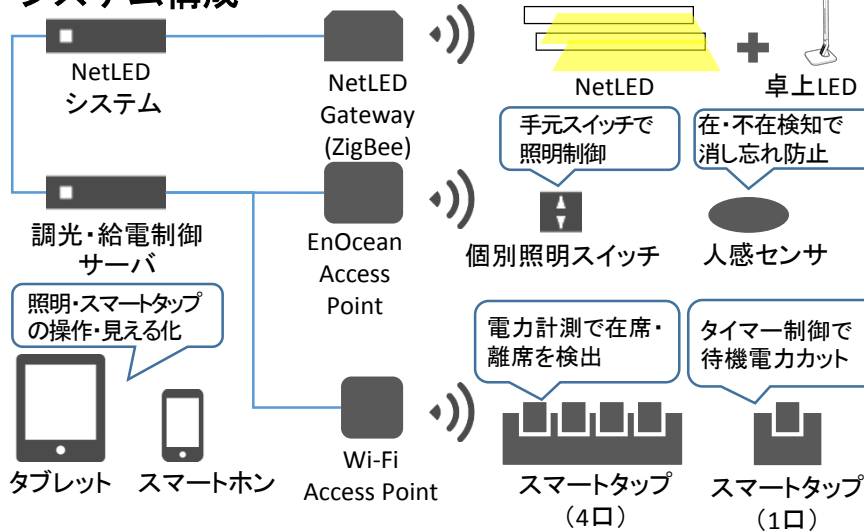 システム構成
NetLED
システム
NetLED
Gateway
(ZigBee)
NetLED
卓上LED
手元スイッチで
照明制御
在・不在検知で
消し忘れ防止
調光・給電制御
サーバ
EnOcean
Access
Point
個別照明スイッチ
人感センサ
照明・スマートタップ
の操作・見える化
電力計測で在席・
離席を検出
タイマー制御で
待機電力カット
タブレット
スマートホン
Wi-Fi
Access Point
スマートタップ
（4口）
スマートタップ
（1口）